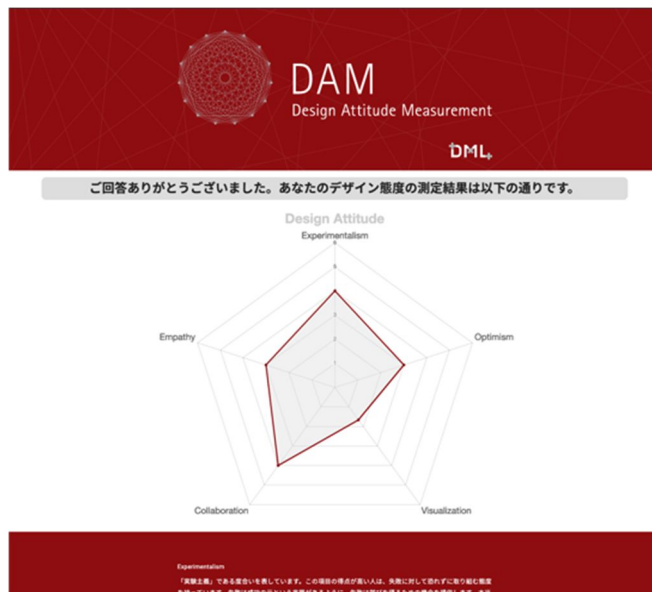 DAM
Design Attitude Measurement
DML
ご回答ありがとうございました。あなたのデザイン態度の測定結果は以下の通りです。
Design Attitude
Experimentalism
6
5
3
2
1
Empathy
Optimism
Collaboration
Visualization
Experimentalism
「実験主義」である度合いを表しています。この項目の得点が高い人は、失敗に対して恐れずに取り組む態度